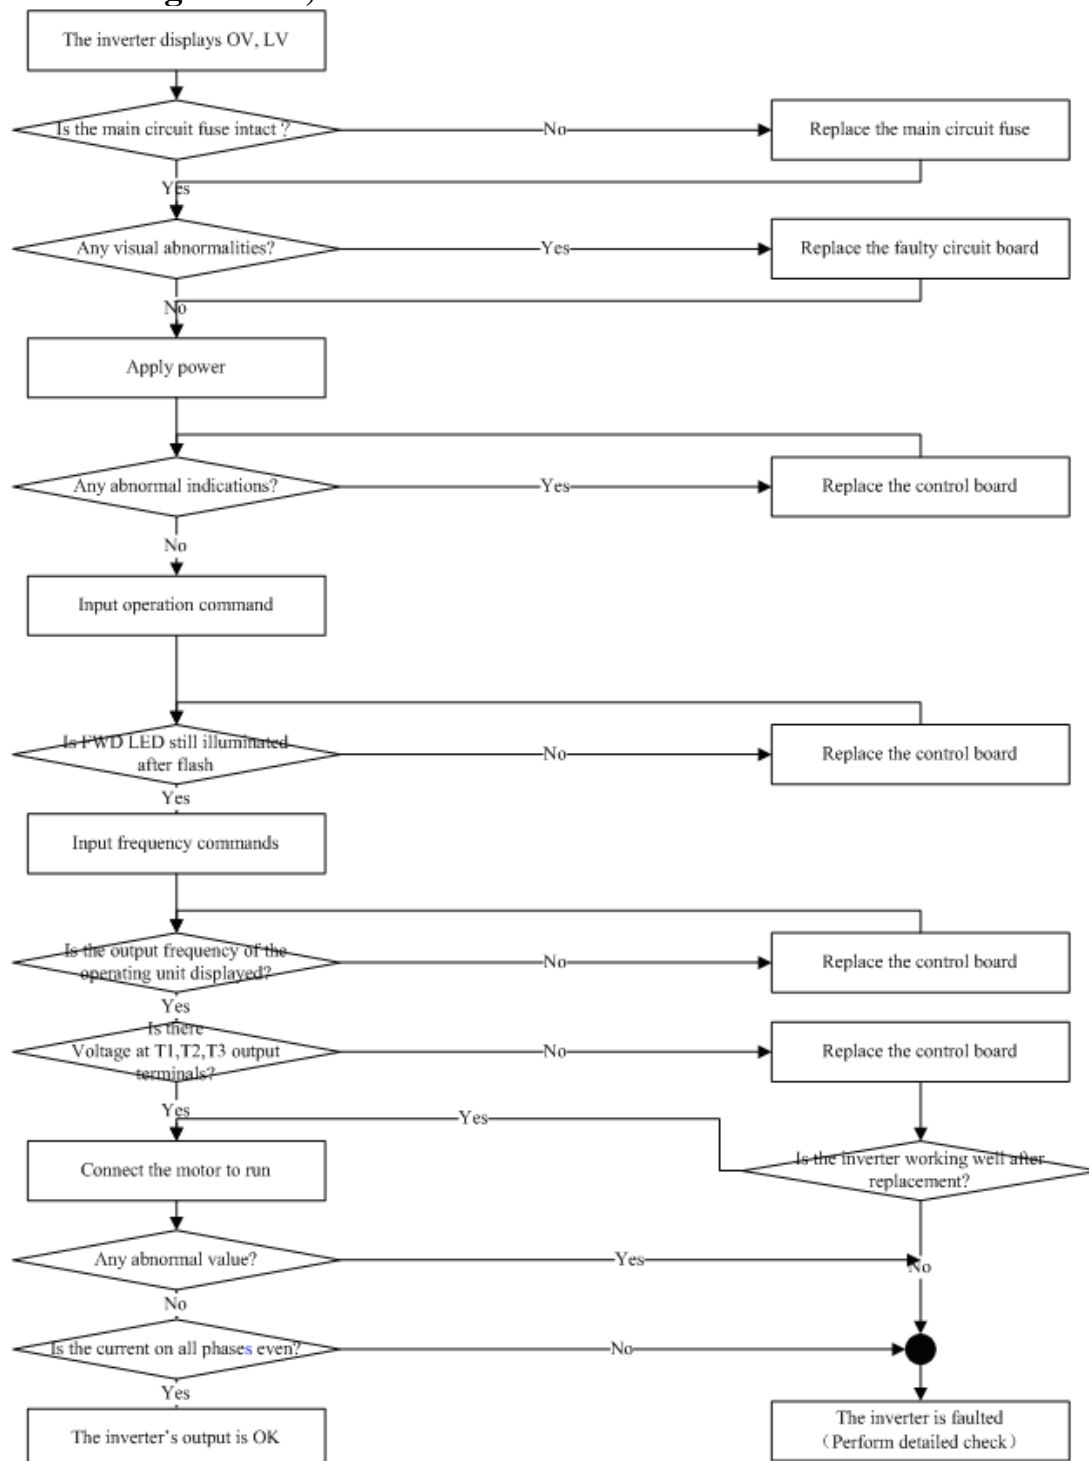 The inverter displays OV, LV
Is the main circuit fuse intact ?
No
Replace the main circuit fuse
Yes
Any visual abnormalities?
Yes
Replace the faulty circuit board
No
Apply power
Any abnormal indications?
Yes
Replace the control board
No
Input operation command
Is FWD LED still illuminated
after flash
No
Replace the control board
Yes
Input frequency commands
Is the output frequency of the
operating unit displayed?
No
Replace the control board
Yes
Is there
Voltage at T1,T2,T3 output
terminals?
No
Replace the control board
Yes
Yes
Connect the motor to run
Is the inverter working well after
replacement?
Any abnormal value?
Yes
No
No
Is the current on all phases even?
No
Yes
The inverter's output is OK
The inverter is faulted
(Perform detailed check)